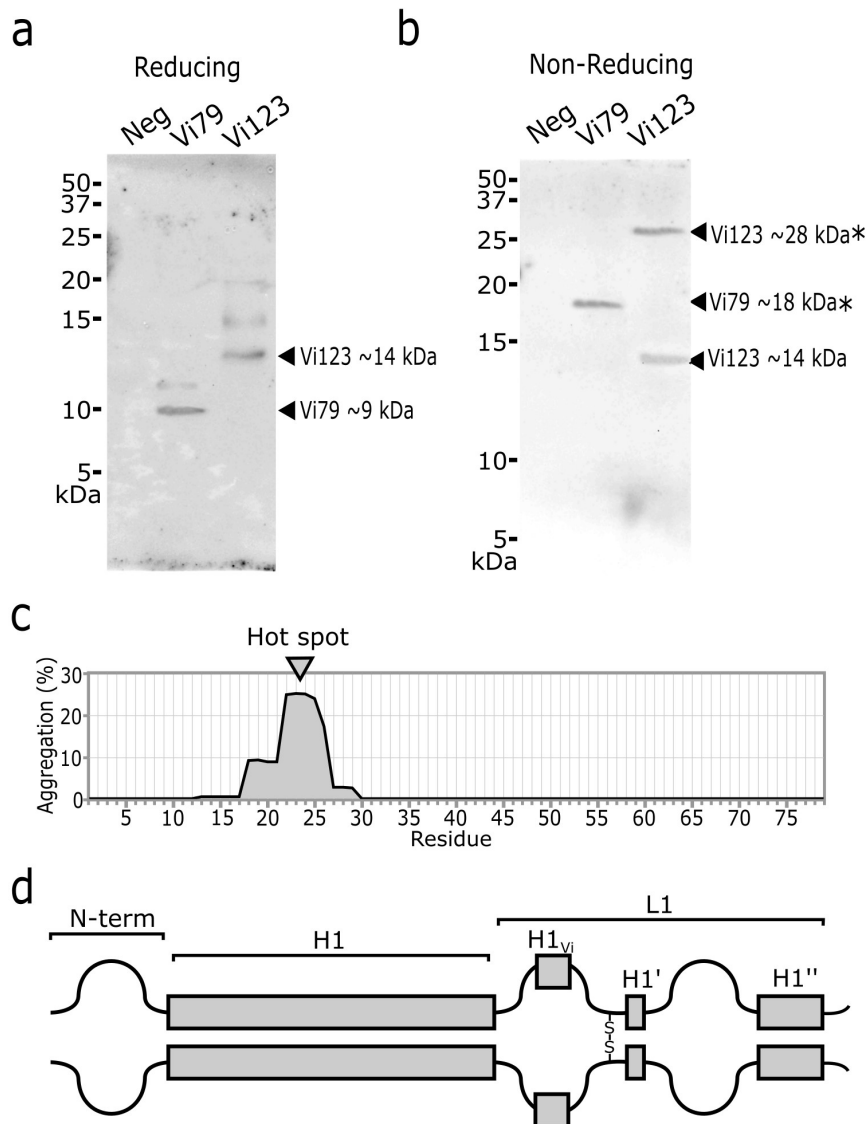 a
Reducing
Neg Vi79 Vi123
50
37
25
20
15
10
5
kDa
Vi123 ~14 kDa
Vi79 ~9 kDa
b
Non-Reducing
Neg Vi79 Vi123
50
37
25
20
15
10
5
kDa
Vi123 ~28 kDa*
Vi79 ~18 kDa*
Vi123 ~14 kDa
c
Hot spot
Aggregation (%)
30
20
10
0
5 10 15 20 25 30 35 40 45 50 55 60 65 70 75
Residue
d
N-term H1 L1
H1Vi H1' H1''
S
S